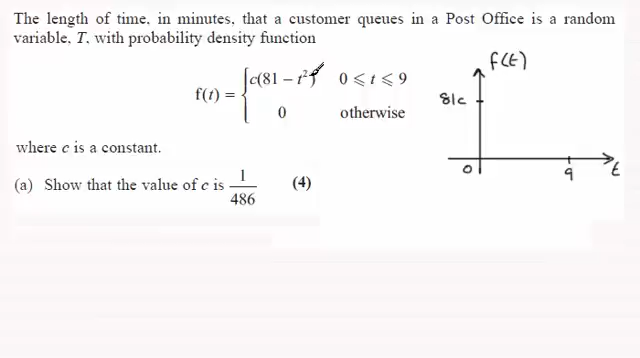 The length of time, in minutes, that a customer queues in a Post Office is a random
variable, T, with probability density function
f(t) = { c(81 − t²) 0 ⩽ t ⩽ 9
0 otherwise
where c is a constant.
(a) Show that the value of c is 1/486 (4)
f(t)
81c
0 9 t